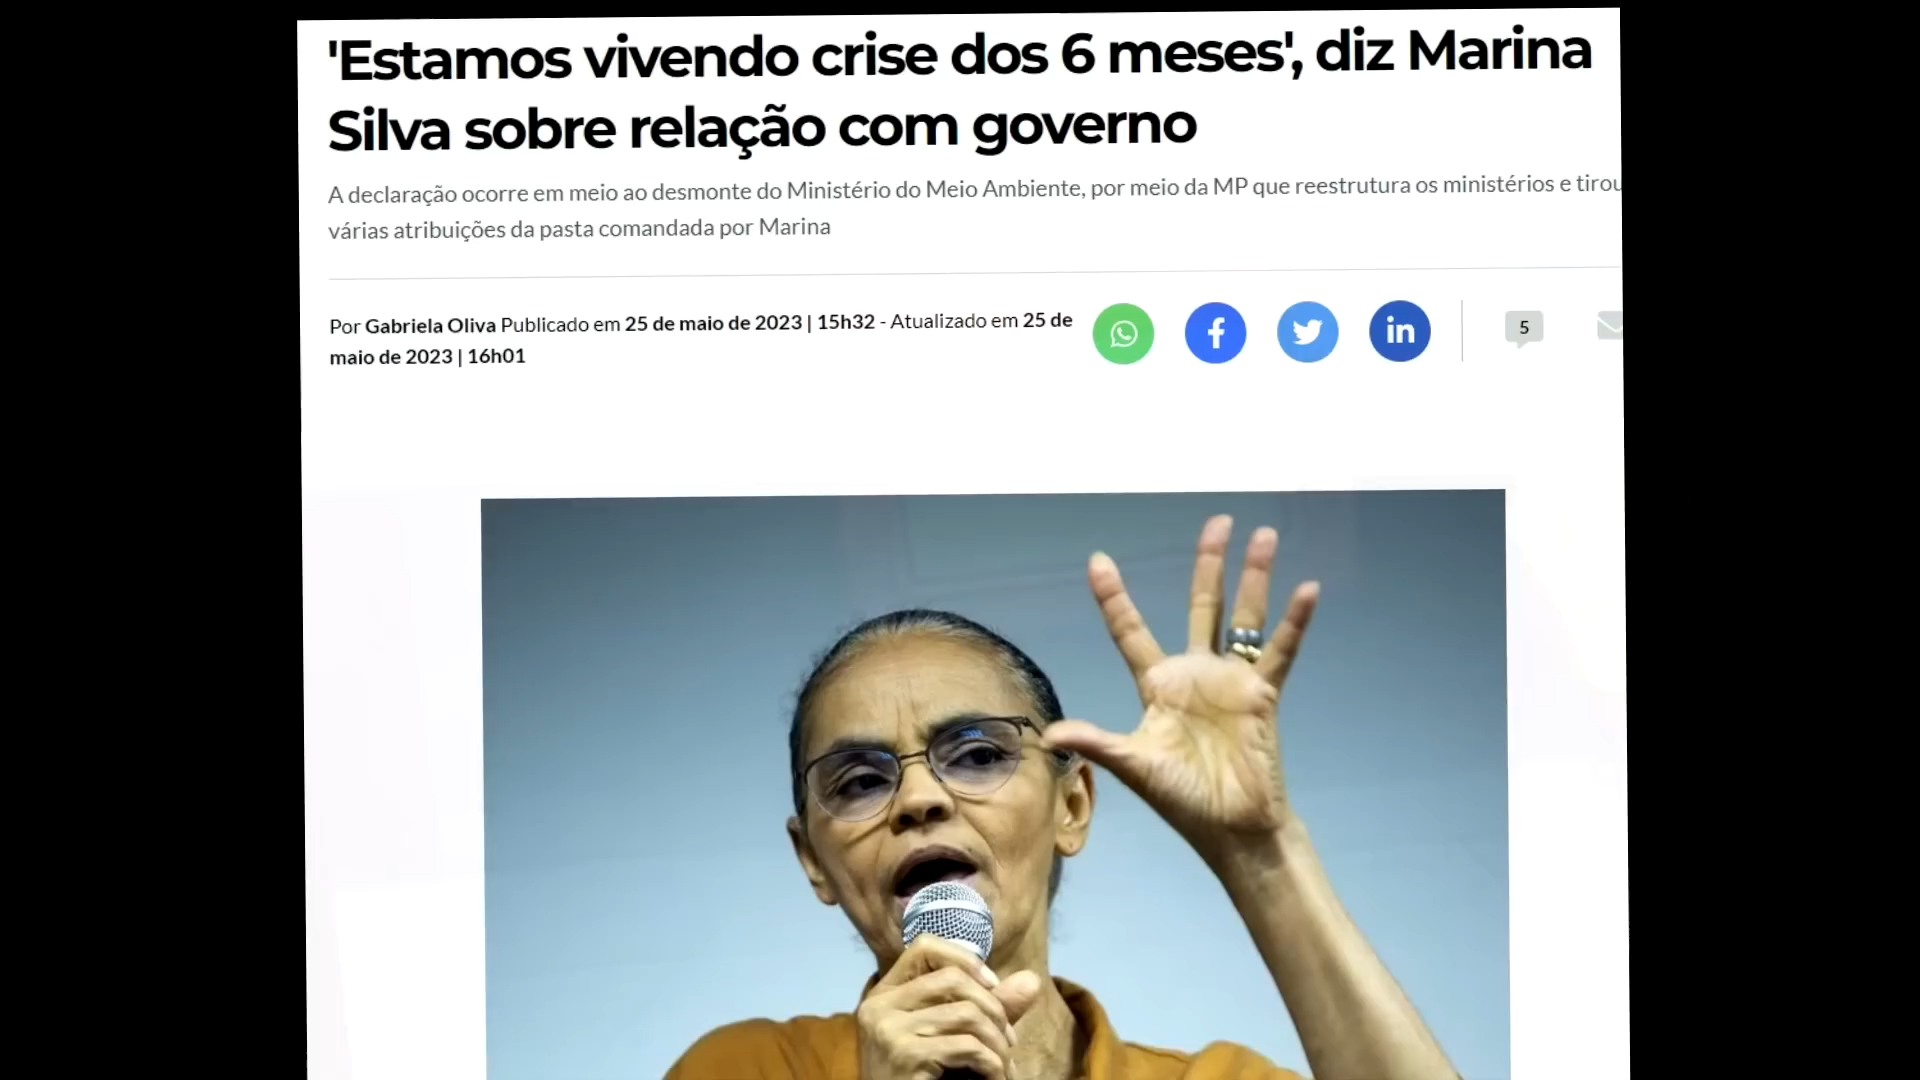 'Estamos vivendo crise dos 6 meses', diz Marina
Silva sobre relação com governo
A declaração ocorre em meio ao desmonte do Ministério do Meio Ambiente, por meio da MP que reestrutura os ministérios e tirou
várias atribuições da pasta comandada por Marina
Por Gabriela Oliva Publicado em 25 de maio de 2023 | 15h32 - Atualizado em 25 de
maio de 2023 | 16h01
5